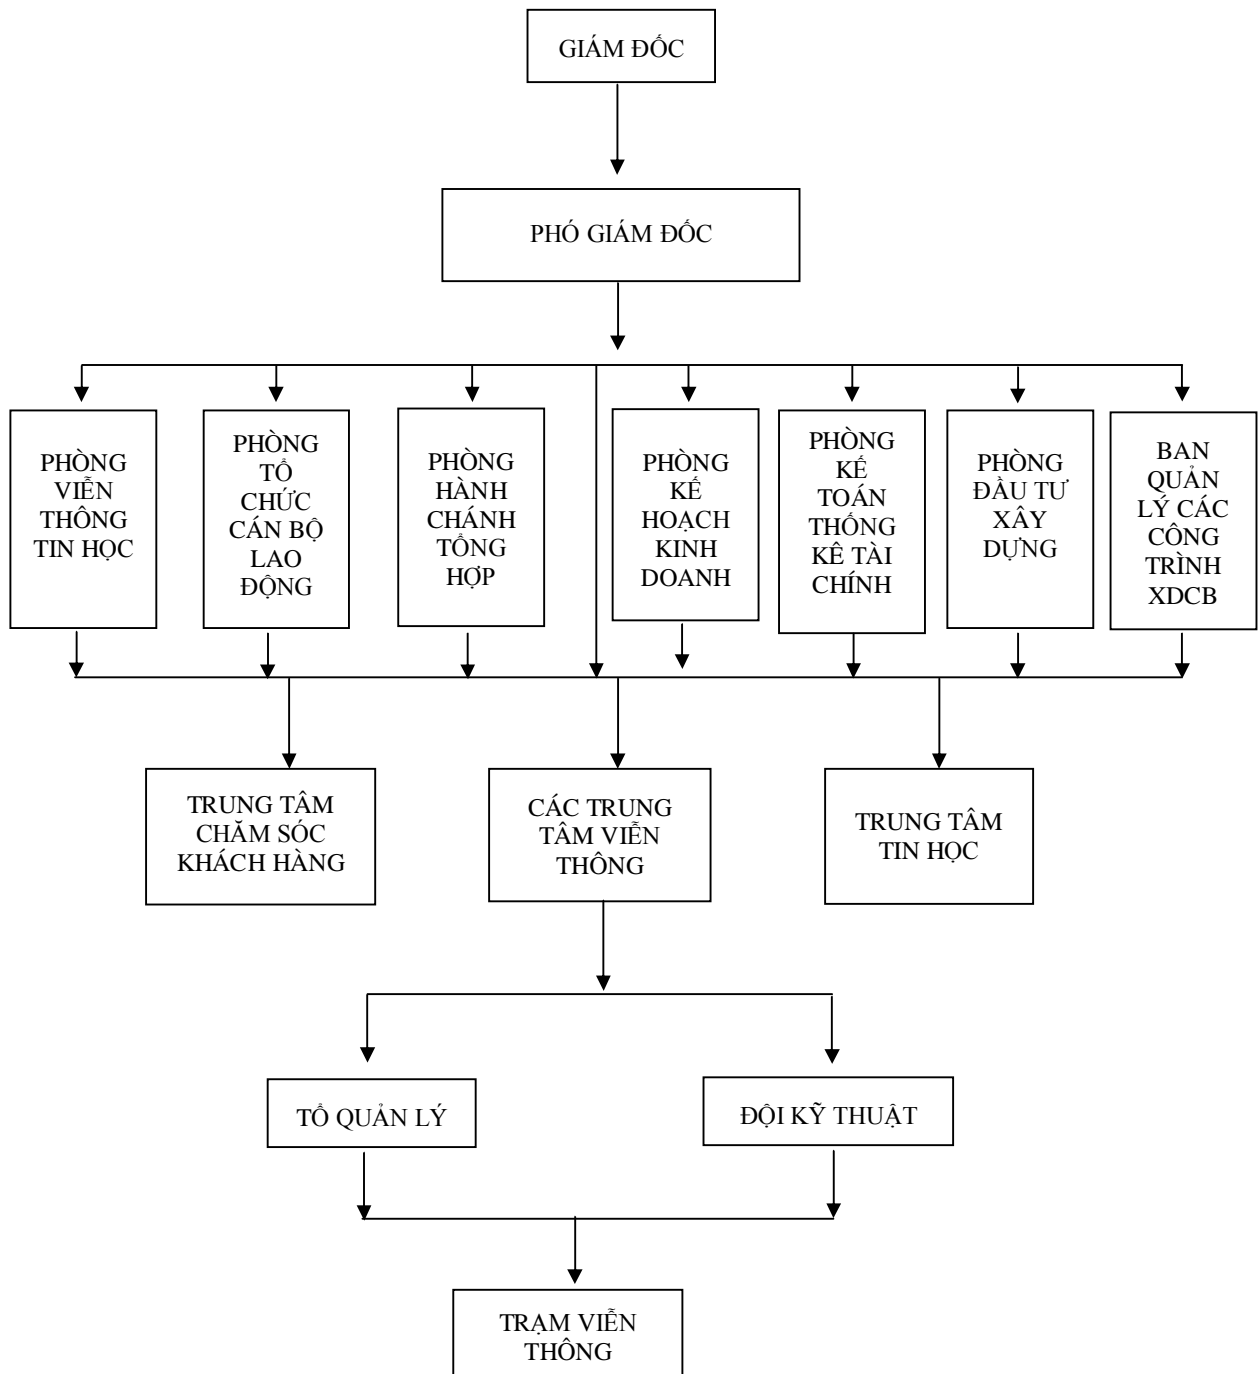 GIÁM ĐỐC
PHÓ GIÁM ĐỐC
PHÒNG
VIỄN
THÔNG
TIN HỌC
PHÒNG
TỔ
CHỨC
CÁN BỘ
LAO
ĐỘNG
PHÒNG
HÀNH
CHÁNH
TỔNG
HỢP
PHÒNG
KẾ
HOẠCH
KINH
DOANH
PHÒNG
KẾ
TOÁN
THỐNG
KÊ TÀI
CHÍNH
PHÒNG
ĐẦU TƯ
XÂY
DỰNG
BAN
QUẢN
LÝ CÁC
CÔNG
TRÌNH
XDCB
TRUNG TÂM
CHĂM SÓC
KHÁCH HÀNG
CÁC TRUNG
TÂM VIỄN
THÔNG
TRUNG TÂM
TIN HỌC
TỔ QUẢN LÝ
ĐỘI KỸ THUẬT
TRẠM VIỄN
THÔNG